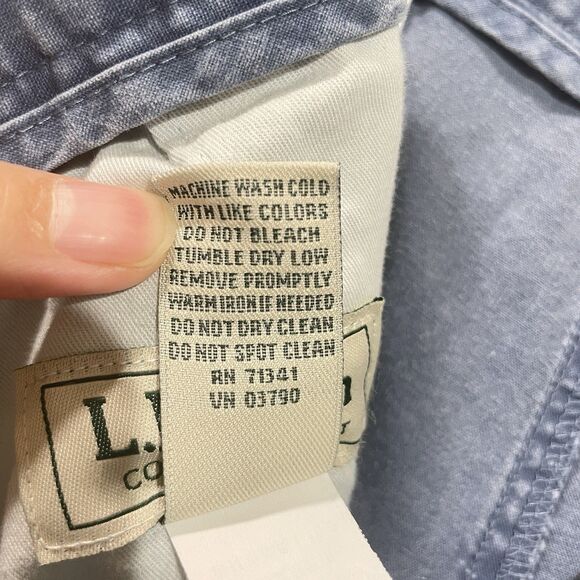 MACHINE WASH COLD
WITH LIKE COLORS
DO NOT BLEACH
TUMBLE DRY LOW
REMOVE PROMPTLY
WARM IRON IF NEEDED
DO NOT DRY CLEAN
DO NOT SPOT CLEAN
RN 71341
VN 03790
L.
CO